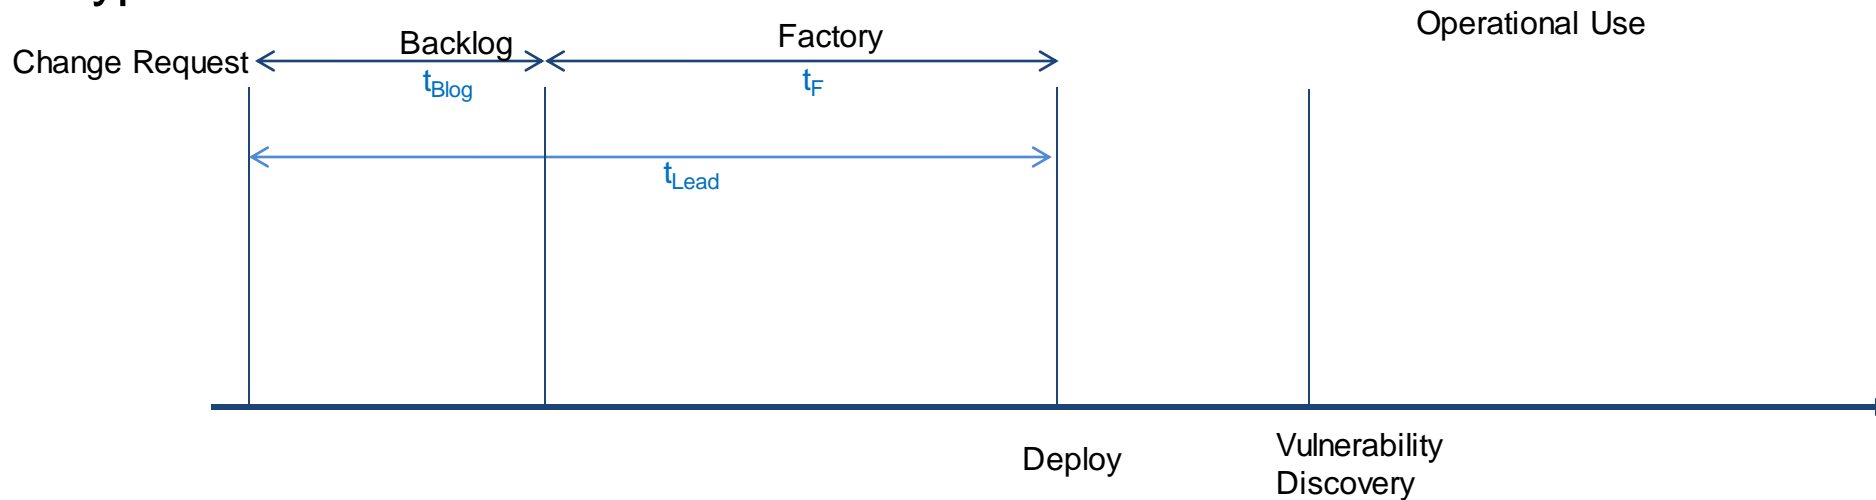 Operational Use
Change Request
Backlog
Factory
tBlog
tF
tLead
Deploy
Vulnerability
Discovery